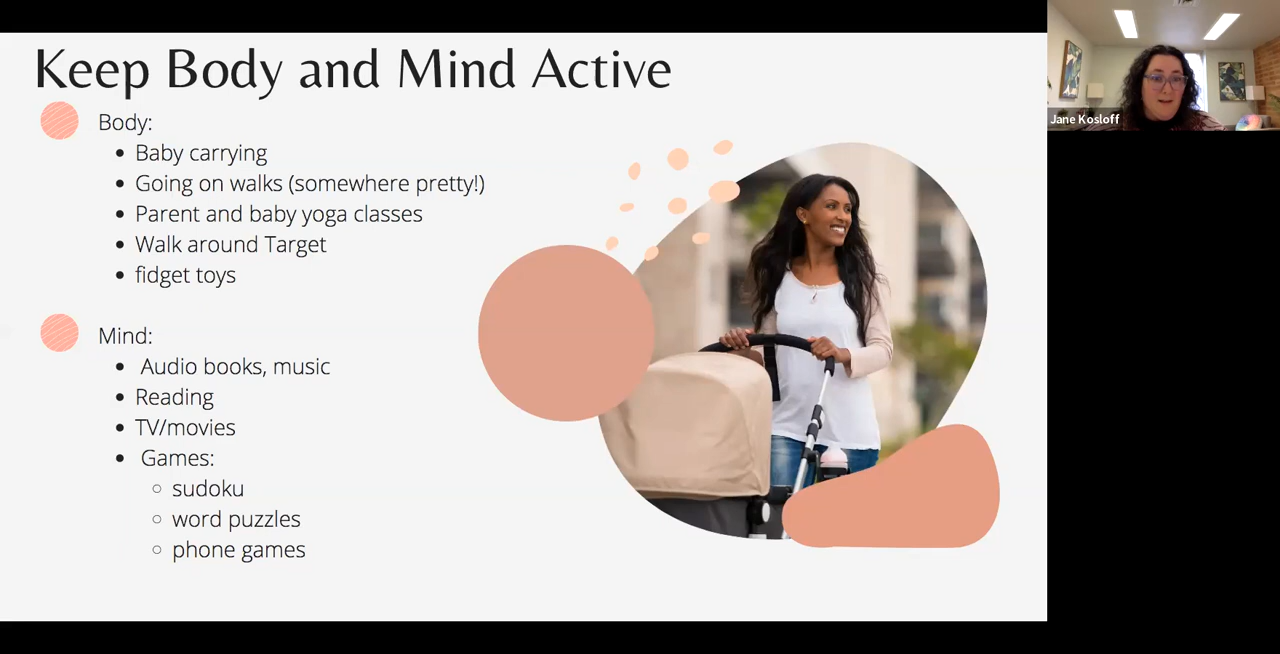 Keep Body and Mind Active
Body:
Baby carrying
Going on walks (somewhere pretty!)
Parent and baby yoga classes
Walk around Target
fidget toys
Mind:
Audio books, music
Reading
TV/movies
Games:
sudoku
word puzzles
phone games
Jane Kosloff